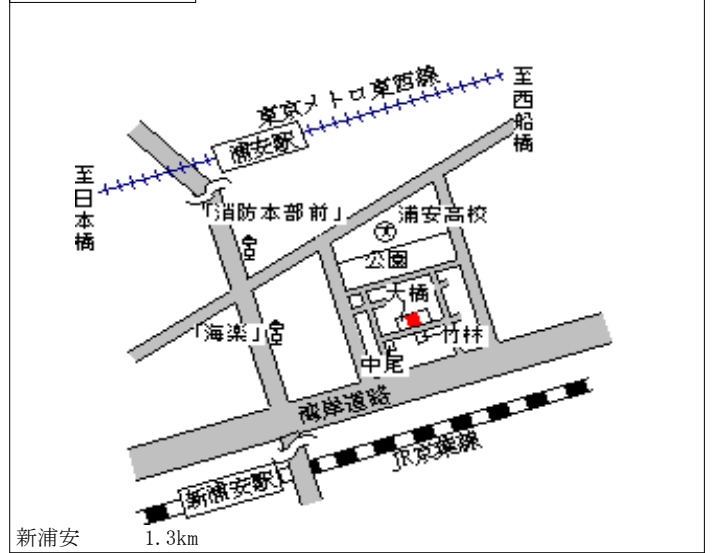 至西船橋
東京メトロ東西線
浦安駅
至日本橋
「消防本部前」
浦安高校
公園
大橋
「海楽」
竹林
中尾
湾岸道路
JR京葉線
新浦安駅
新浦安 1.3km